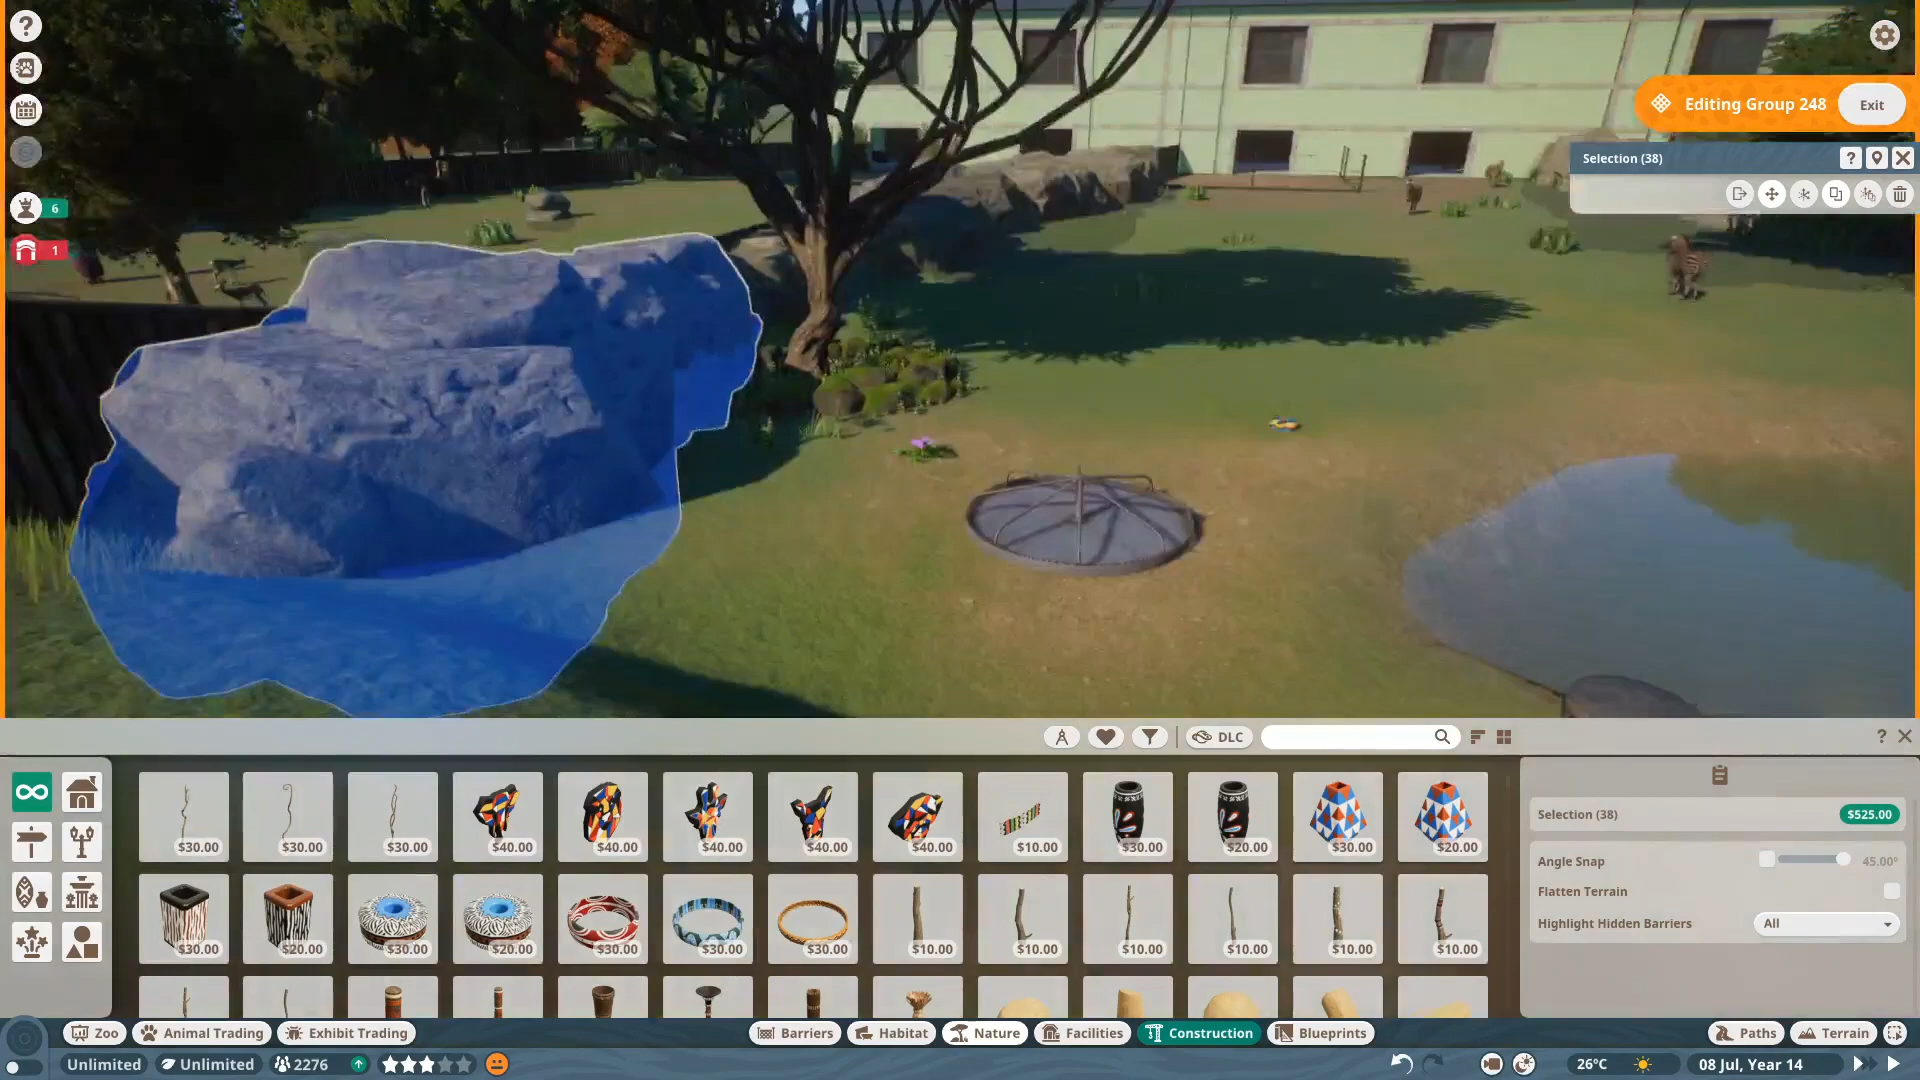 ?
Editing Group 248 Exit
Selection (38) ?
6
1
DLC
?
$30.00 $30.00 $30.00 $40.00 $40.00 $40.00 $40.00 $40.00 $10.00 $30.00 $20.00 $30.00 $20.00
$30.00 $20.00 $30.00 $20.00 $30.00 $30.00 $30.00 $10.00 $10.00 $10.00 $10.00 $10.00 $10.00
Selection (38) $525.00
Angle Snap 45.00°
Flatten Terrain
Highlight Hidden Barriers All
Zoo Animal Trading Exhibit Trading Barriers Habitat Nature Facilities Construction Blueprints Paths Terrain
Unlimited Unlimited 2276 26°C 08 Jul, Year 14